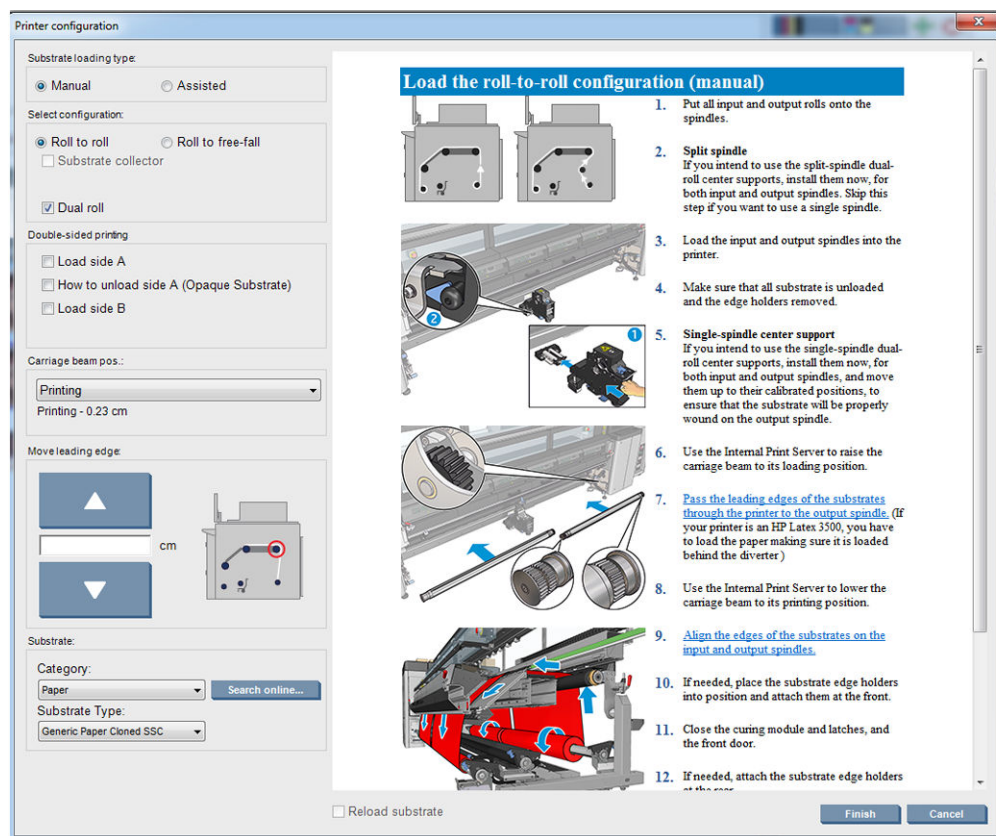 Printer configuration
Substrate loading type:
Manual
Assisted
Select configuration:
Roll to roll
Roll to free-fall
Substrate collector
Dual roll
Double-sided printing
Load side A
How to unload side A (Opaque Substrate)
Load side B
Carriage beam pos.:
Printing
Printing - 0.23 cm
Move leading edge:
cm
Substrate:
Category:
Paper
Search online...
Substrate Type:
Generic Paper Cloned SSC
Load the roll-to-roll configuration (manual)
1. Put all input and output rolls onto the
spindles.
2. Split spindle
If you intend to use the split-spindle dual-
roll center supports, install them now, for
both input and output spindles. Skip this
step if you want to use a single spindle.
3. Load the input and output spindles into the
printer.
4. Make sure that all substrate is unloaded
and the edge holders removed.
2
1
5. Single-spindle center support
If you intend to use the single-spindle dual-
roll center supports, install them now, for
both input and output spindles, and move
them up to their calibrated positions, to
ensure that the substrate will be properly
wound on the output spindle.
6. Use the Internal Print Server to raise the
carriage beam to its loading position.
7. Pass the leading edges of the substrates
through the printer to the output spindle. (If
your printer is an HP Latex 3500, you have
to load the paper making sure it is loaded
behind the diverter )
8. Use the Internal Print Server to lower the
carriage beam to its printing position.
9. Align the edges of the substrates on the
input and output spindles.
10. If needed, place the substrate edge holders
into position and attach them at the front.
11. Close the curing module and latches, and
the front door.
12. If needed, attach the substrate edge holders
at the rear.
Reload substrate
Finish
Cancel